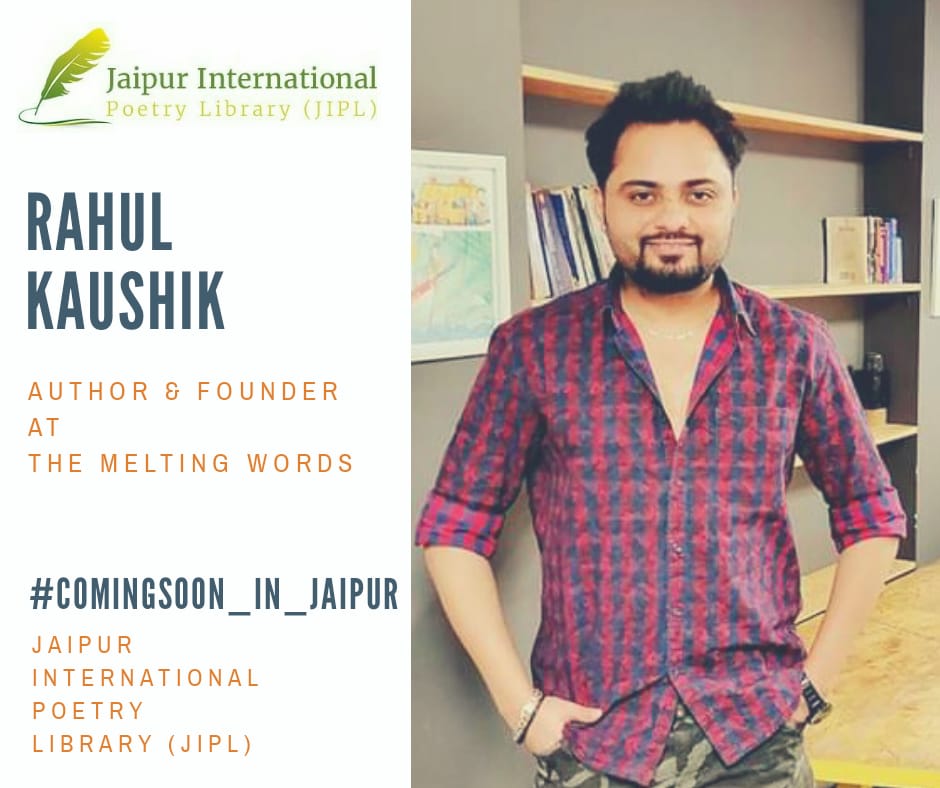 Jaipur International
Poetry Library (JIPL)
RAHUL
KAUSHIK
AUTHOR & FOUNDER
AT
THE MELTING WORDS
#COMINGSOON_IN_JAIPUR
JAIPUR
INTERNATIONAL
POETRY
LIBRARY (JIPL)